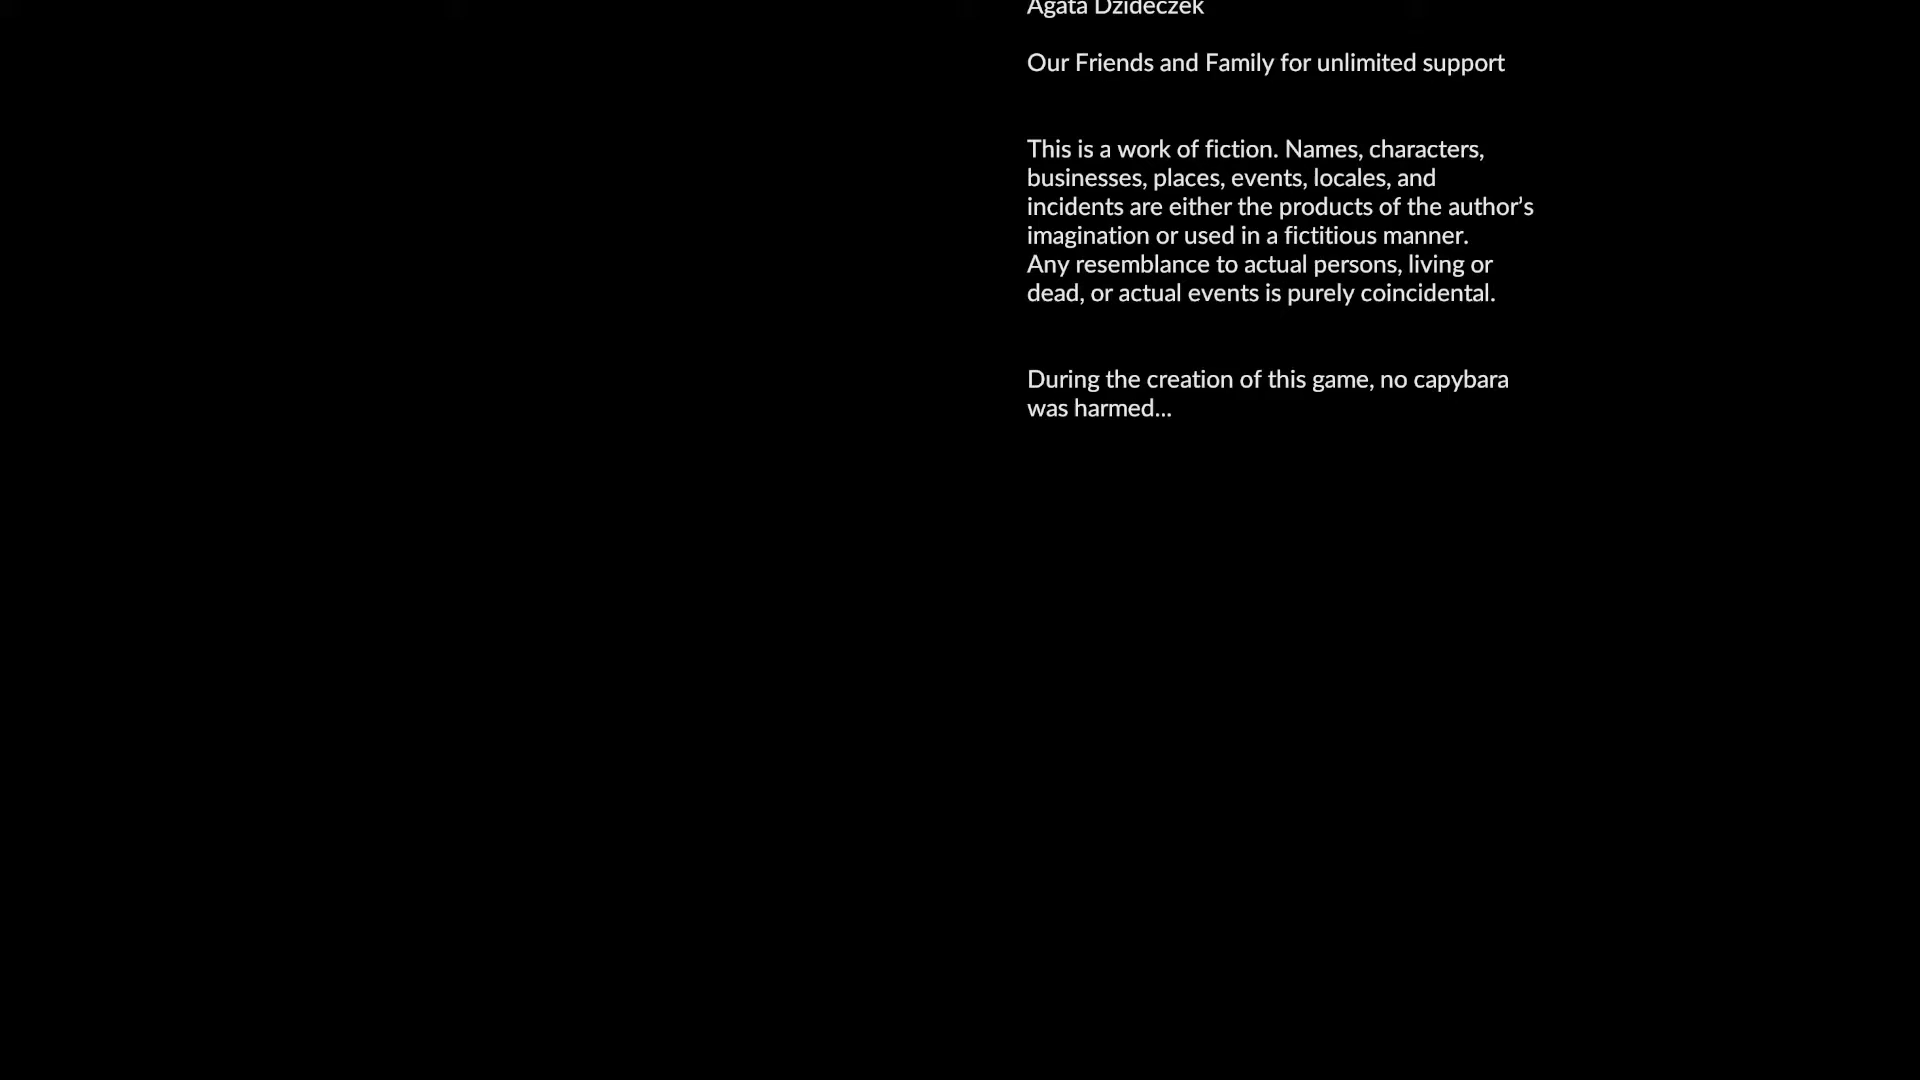 Agata Dzideczek
Our Friends and Family for unlimited support
This is a work of fiction. Names, characters,
businesses, places, events, locales, and
incidents are either the products of the author’s
imagination or used in a fictitious manner.
Any resemblance to actual persons, living or
dead, or actual events is purely coincidental.
During the creation of this game, no capybara
was harmed...